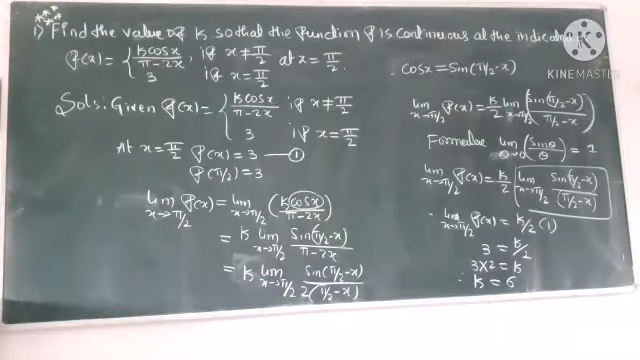 1) Find the value of k, so that the function f is continuous at the indicated
f(x) = { kcosx/π-2x, if x≠π/2 at x=π/2.
3 if x=π/2
Sols: Given f(x) = { kcosx/π-2x if x≠π/2
3 if x=π/2
At x=π/2 f(x)=3 —①
f(π/2)=3
lim x→π/2 f(x) = lim x→π/2 (kcosx/π-2x)
= k lim x→π/2 Sin(π/2-x)/π-2x
= k lim x→π/2 Sin(π/2-x)/2(π/2-x)
cosx = Sin(π/2-x)
lim x→π/2 f(x) = k/2 lim x→π/2 (Sin(π/2-x)/π/2-x)
Formulae lim θ→0 (Sinθ/θ) = 1
lim x→π/2 f(x) = k/2 lim x→π/2 Sin(π/2-x)/(π/2-x)
∴ lim x→π/2 f(x) = k/2 (1)
3 = k/2
3x2 = k
∴ k = 6
K
KINEMASTER